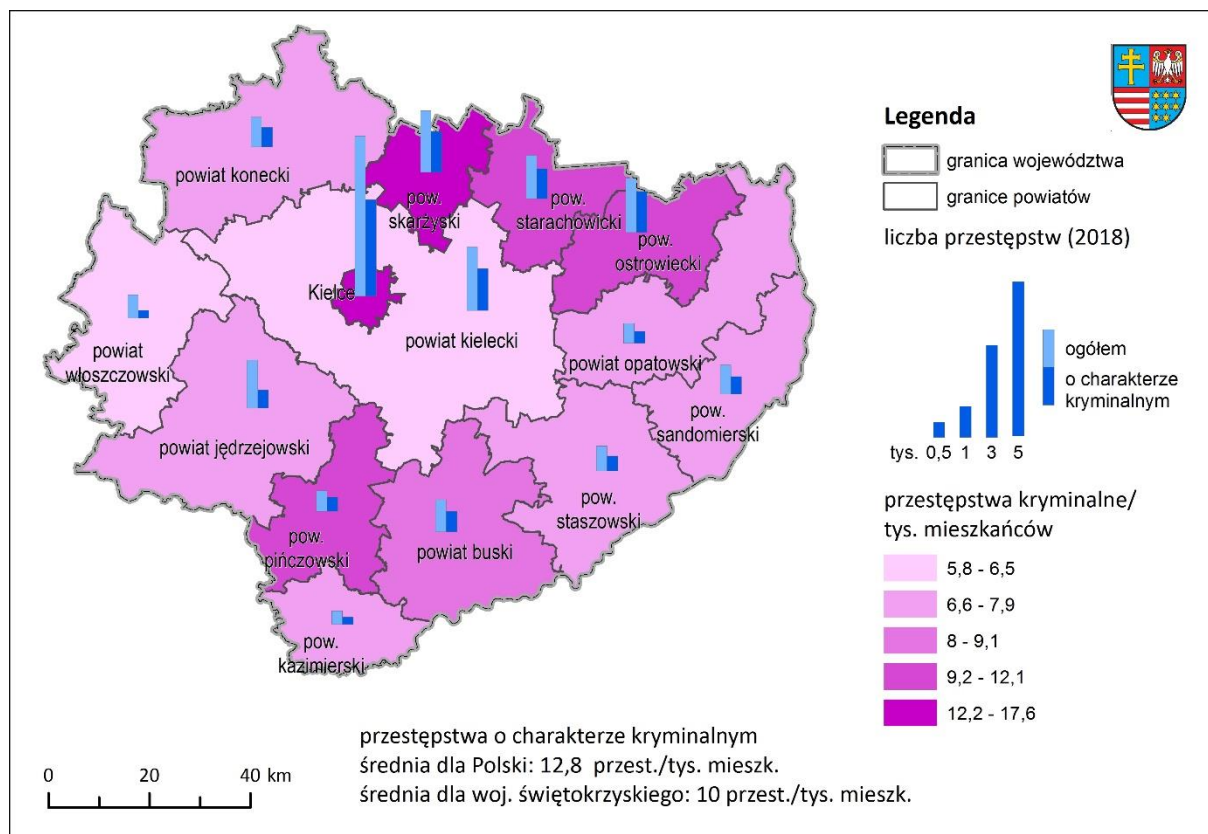 powiat konecki
pow.
skarżyski
pow.
starachowicki
pow.
ostrowiecki
Kielce
powiat kielecki
powiat
włoszczowski
powiat opatowski
pow.
sandomierski
powiat jędrzejowski
pow.
staszowski
pow.
pińczowski
powiat buski
pow.
kazimierski
Legenda
granica województwa
granice powiatów
liczba przestępstw (2018)
ogółem
o charakterze
kryminalnym
tys. 0,5 1 3 5
przestępstwa kryminalne/
tys. mieszkańców
5,8 - 6,5
6,6 - 7,9
8 - 9,1
9,2 - 12,1
12,2 - 17,6
przestępstwa o charakterze kryminalnym
średnia dla Polski: 12,8 przest./tys. mieszk.
średnia dla woj. świętokrzyskiego: 10 przest./tys. mieszk.
0 20 40 km